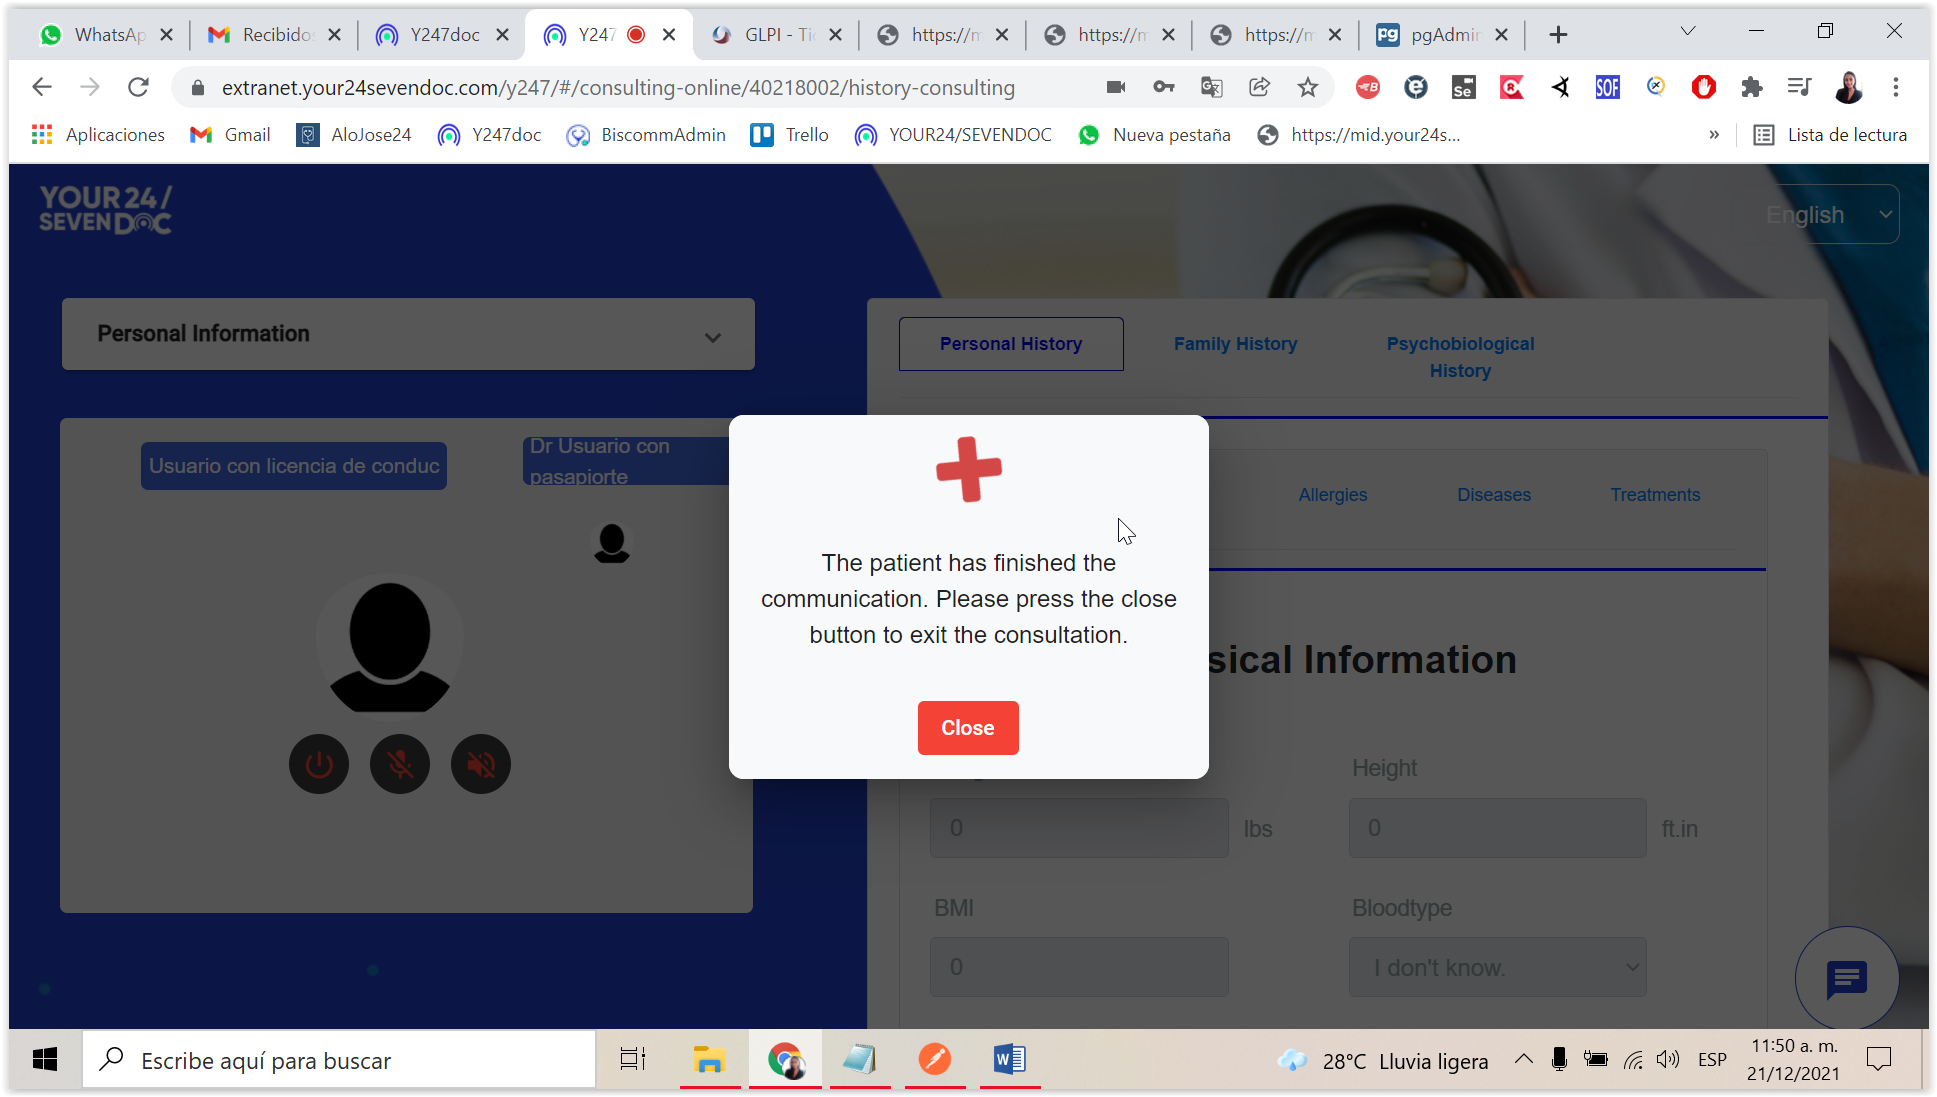 WhatsAp
Recibido
Y247doc
Y247
GLPI - Ti
https://m
https://m
https://m
pgAdmin
extranet.your24sevendoc.com/y247/#/consulting-online/40218002/history-consulting
Aplicaciones
Gmail
AloJose24
Y247doc
BiscommAdmin
Trello
YOUR24/SEVENDOC
Nueva pestaña
https://mid.your24s...
»
Lista de lectura
YOUR 24 /
SEVENDOC
English
Personal Information
Personal History
Family History
Psychobiological
History
Usuario con licencia de conduc
Dr Usuario con
pasapiorte
Allergies
Diseases
Treatments
The patient has finished the
communication. Please press the close
button to exit the consultation.
Close
sical Information
Height
0
lbs
0
ft.in
BMI
Bloodtype
0
I don't know.
Escribe aquí para buscar
28°C Lluvia ligera
ESP
11:50 a. m.
21/12/2021